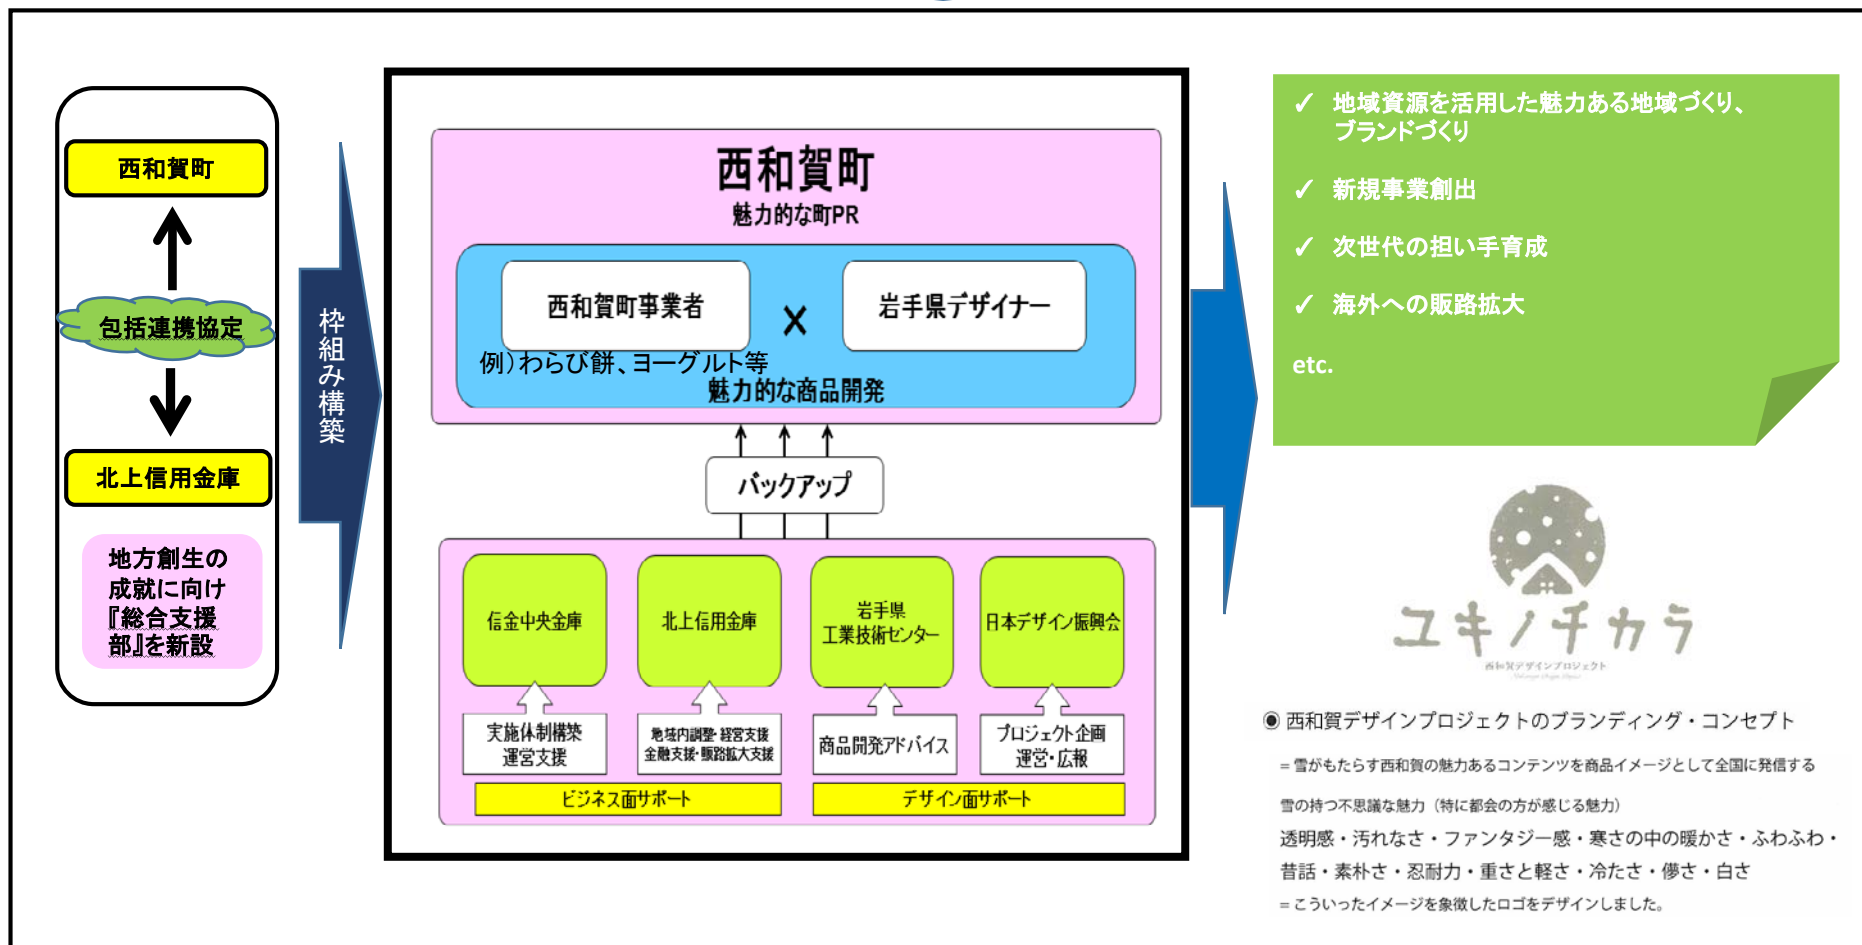 西和賀町
包括連携協定
北上信用金庫
地方創生の
成就に向け
『総合支援
部』を新設
枠組み構築
西和賀町
魅力的な町PR
西和賀町事業者
×
岩手県デザイナー
例）わらび餅、ヨーグルト等
魅力的な商品開発
バックアップ
信金中央金庫
北上信用金庫
岩手県
工業技術センター
日本デザイン振興会
実施体制構築
運営支援
地域内調整・経営支援
金融支援・販路拡大支援
商品開発アドバイス
プロジェクト企画
運営・広報
ビジネス面サポート
デザイン面サポート
✓ 地域資源を活用した魅力ある地域づくり、
ブランドづくり
✓ 新規事業創出
✓ 次世代の担い手育成
✓ 海外への販路拡大
etc.
ユキノチカラ
西和賀デザインプロジェクト
◉ 西和賀デザインプロジェクトのブランディング・コンセプト
＝雪がもたらす西和賀の魅力あるコンテンツを商品イメージとして全国に発信する
雪の持つ不思議な魅力（特に都会の方が感じる魅力）
透明感・汚れなさ・ファンタジー感・寒さの中の暖かさ・ふわふわ・
昔話・素朴さ・忍耐力・重さと軽さ・冷たさ・儚さ・白さ
＝こういったイメージを象徴したロゴをデザインしました。